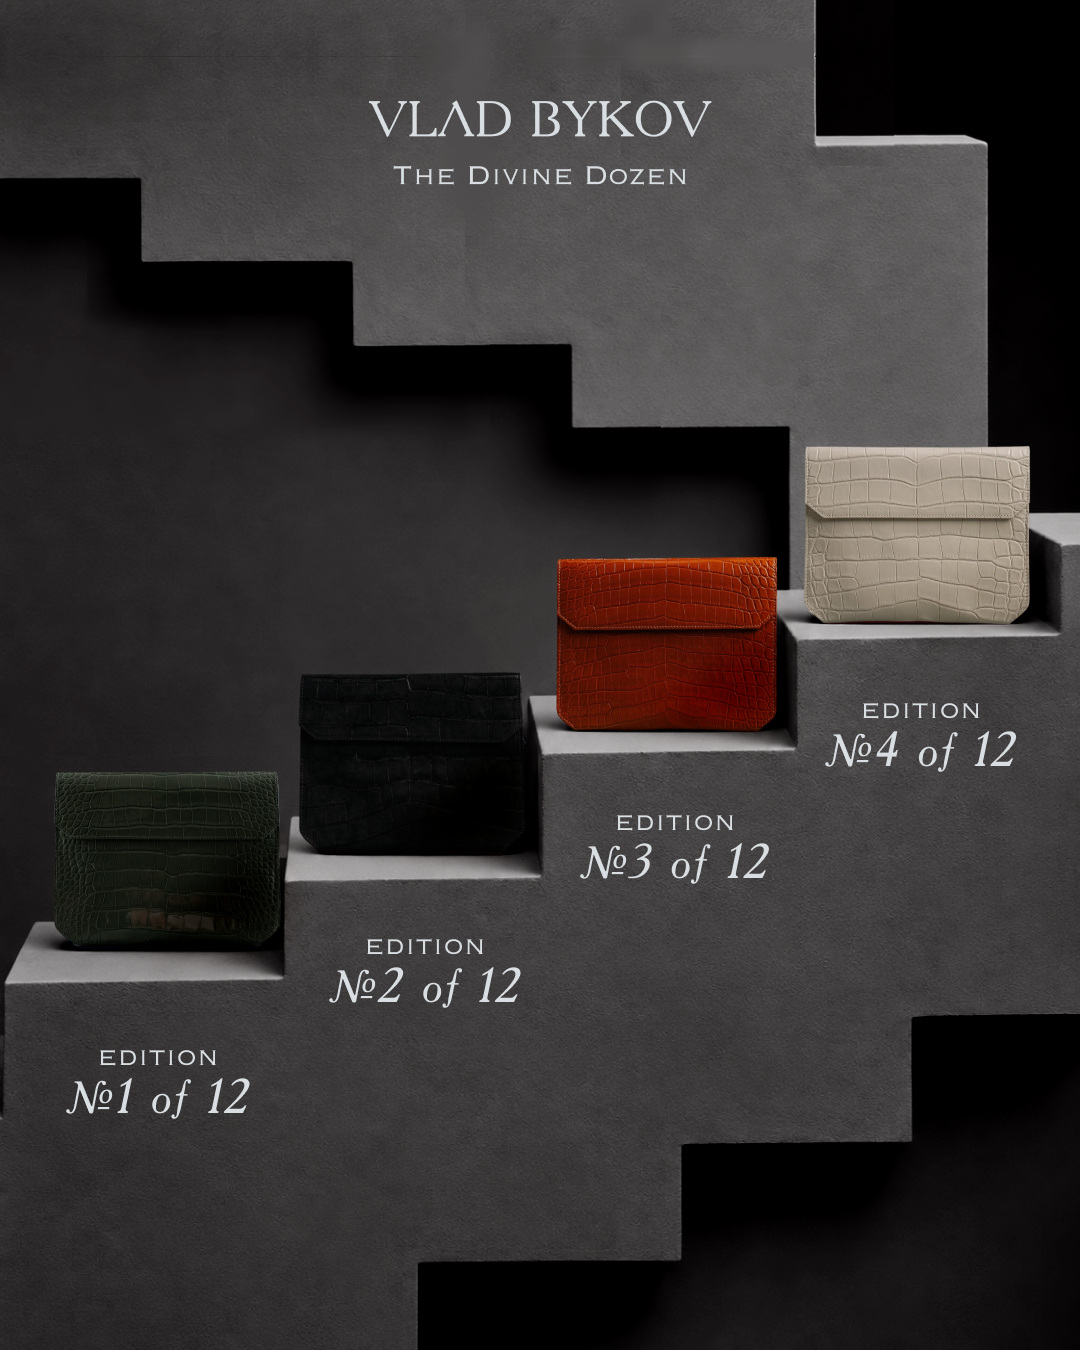 VLAD BYKOV
THE DIVINE DOZEN
EDITION
№4 of 12
EDITION
№3 of 12
EDITION
№2 of 12
EDITION
№1 of 12